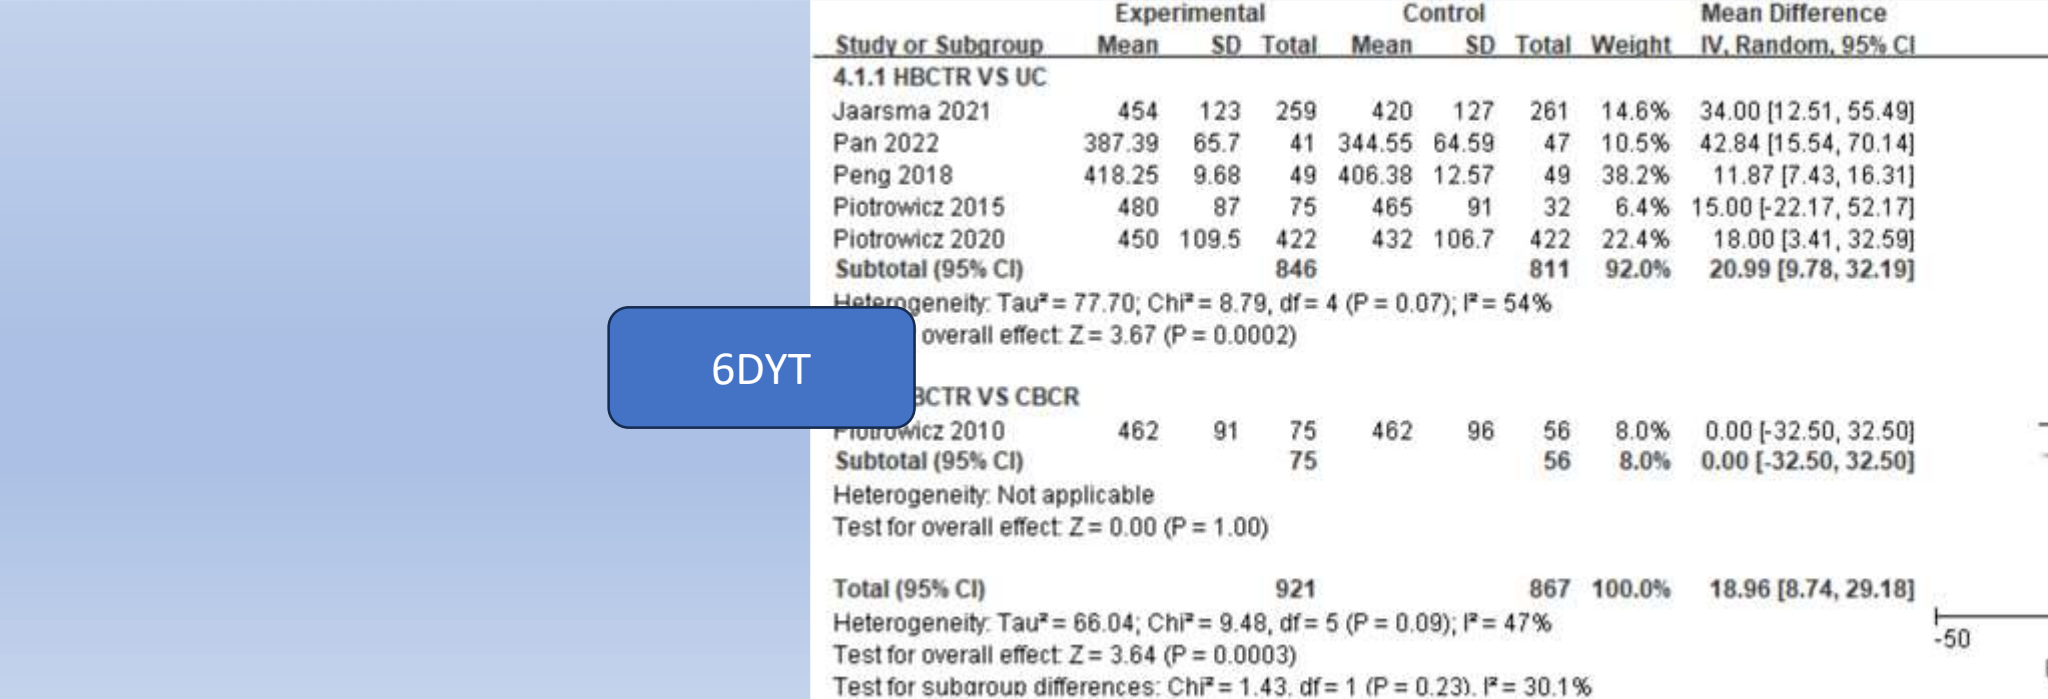 Experimental Control Mean Difference
Study or Subgroup Mean SD Total Mean SD Total Weight IV, Random, 95% CI
4.1.1 HBCTR VS UC
Jaarsma 2021 454 123 259 420 127 261 14.6% 34.00 [12.51, 55.49]
Pan 2022 387.39 65.7 41 344.55 64.59 47 10.5% 42.84 [15.54, 70.14]
Peng 2018 418.25 9.68 49 406.38 12.57 49 38.2% 11.87 [7.43, 16.31]
Piotrowicz 2015 480 87 75 465 91 32 6.4% 15.00 [-22.17, 52.17]
Piotrowicz 2020 450 109.5 422 432 106.7 422 22.4% 18.00 [3.41, 32.59]
Subtotal (95% CI) 846 811 92.0% 20.99 [9.78, 32.19]
Heterogeneity: Tau² = 77.70; Chi² = 8.79, df = 4 (P = 0.07); I² = 54%
overall effect: Z = 3.67 (P = 0.0002)
6DYT
BCTR VS CBCR
Piotrowicz 2010 462 91 75 462 96 56 8.0% 0.00 [-32.50, 32.50]
Subtotal (95% CI) 75 56 8.0% 0.00 [-32.50, 32.50]
Heterogeneity: Not applicable
Test for overall effect: Z = 0.00 (P = 1.00)
Total (95% CI) 921 867 100.0% 18.96 [8.74, 29.18]
Heterogeneity: Tau² = 66.04; Chi² = 9.48, df = 5 (P = 0.09); I² = 47%
-50
Test for overall effect: Z = 3.64 (P = 0.0003)
Test for subgroup differences: Chi² = 1.43, df = 1 (P = 0.23), I² = 30.1%